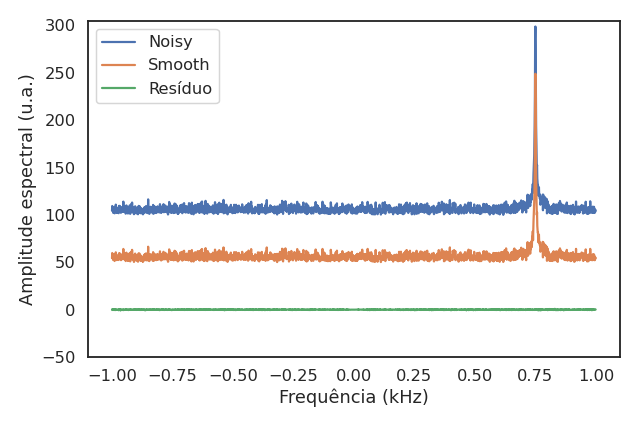 300
250
200
150
100
50
0
−50
Amplitude espectral (u.a.)
Noisy
Smooth
Resíduo
−1.00 −0.75 −0.50 −0.25 0.00 0.25 0.50 0.75 1.00
Frequência (kHz)